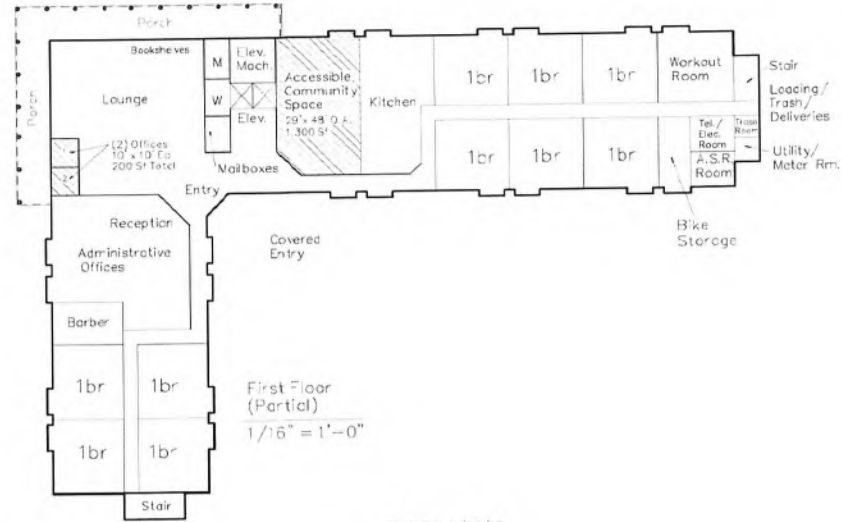 Porch
Porch
Bookshelves
Lounge
M
W
Elev.
Mach.
Elev.
Mailboxes
Accessible
Community
Space
29'x 48' O.A.
1,300 Sf
Kitchen
1br
1br
1br
Workout
Room
Stair
Loading/
Trash/
Deliveries
Tel./
Elec.
Room
Trash
Room
Utility/
Meter Rm.
A.S.R.
Room
1br
1br
1br
Bike
Storage
(2) Offices
10' x 10' Ea
200 Sf Total
Entry
Reception
Administrative
Offices
Covered
Entry
Barber
1br
1br
1br
1br
Stair
First Floor
(Partial)
1/16" = 1'-0"